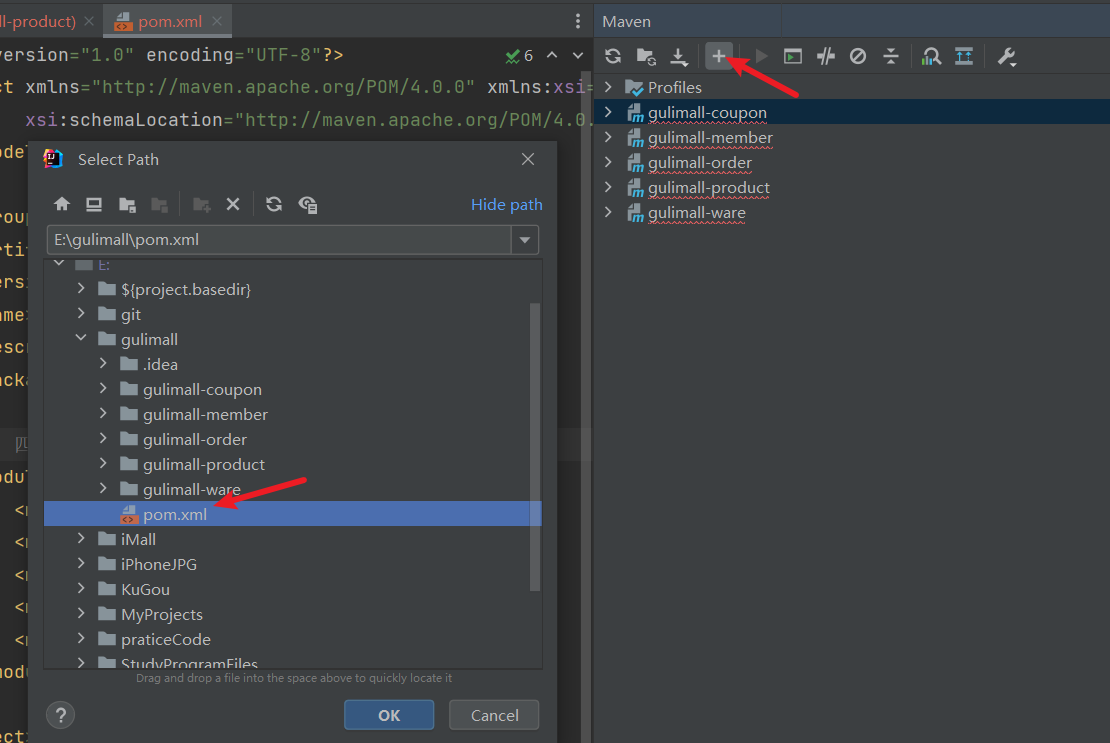 ll-product)
pom.xml
Maven
version="1.0" encoding="UTF-8"?>
6
ct xmlns="http://maven.apache.org/POM/4.0.0" xmlns:xsi=
xsi:schemaLocation="http://maven.apache.org/POM/4.0.
Profiles
gulimall-coupon
gulimall-member
gulimall-order
gulimall-product
gulimall-ware
Select Path
Hide path
E:\gulimall\pom.xml
E:
${project.basedir}
git
gulimall
.idea
gulimall-coupon
gulimall-member
gulimall-order
gulimall-product
gulimall-ware
pom.xml
iMall
iPhoneJPG
KuGou
MyProjects
praticeCode
StudyProgramFiles
Drag and drop a file into the space above to quickly locate it
?
OK
Cancel